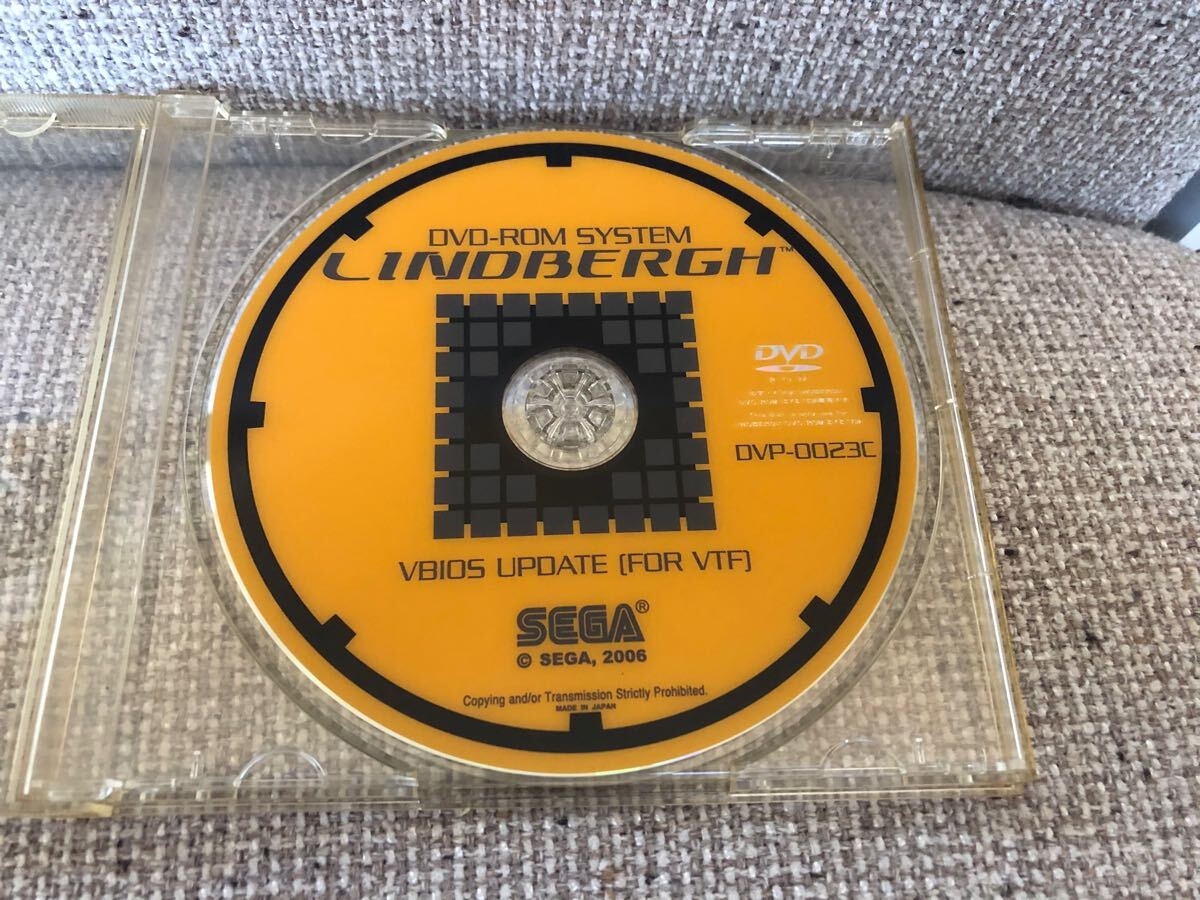 DVD-ROM SYSTEM
LINDBERGH™
DVD
DVP-0023C
VBIOS UPDATE (FOR VTF)
SEGA®
© SEGA, 2006
Copying and/or Transmission Strictly Prohibited.
MADE IN JAPAN